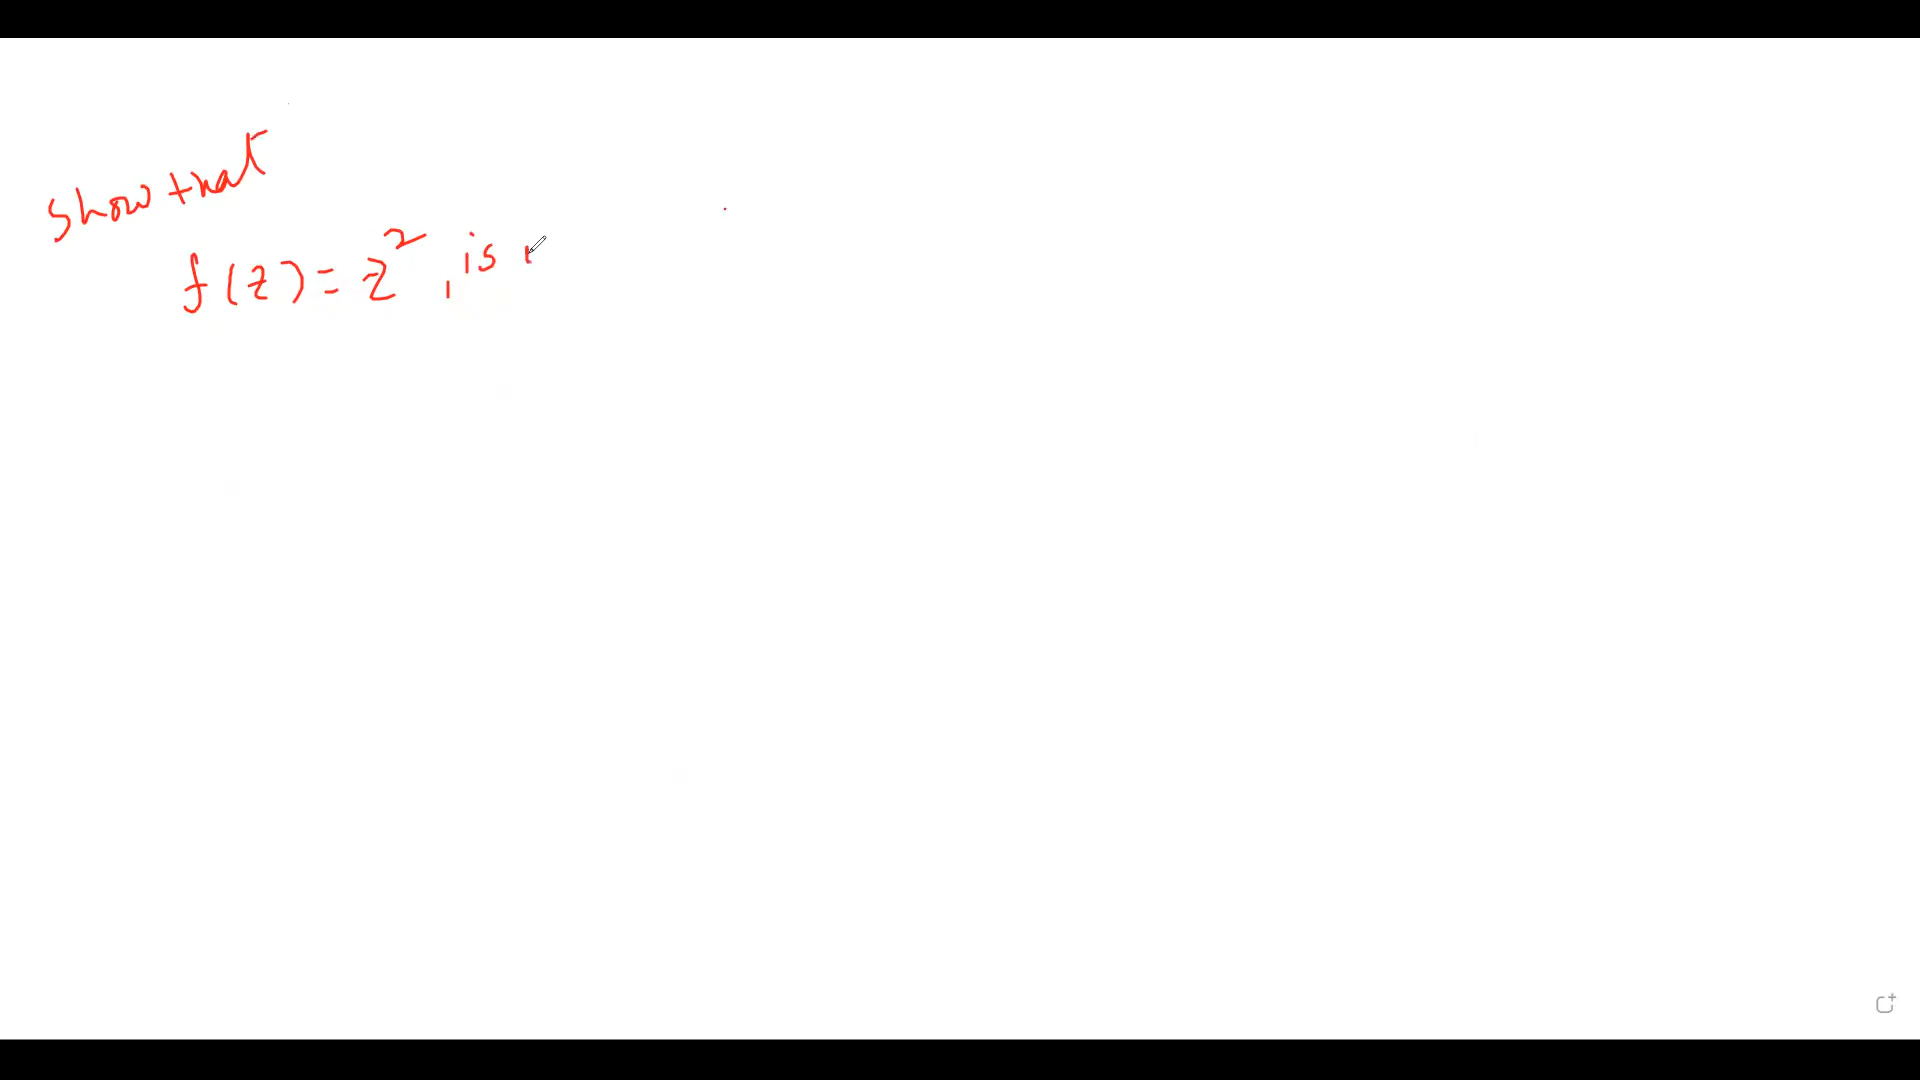 show that
f(z) = z², is